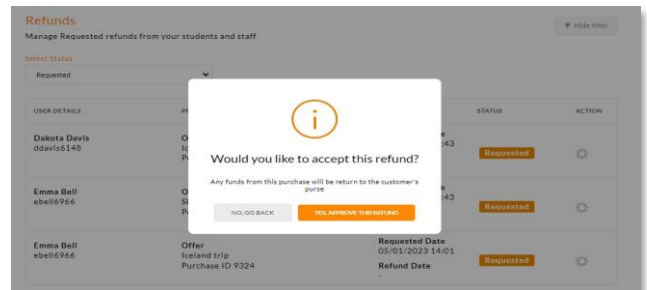 Refunds
Manage Requested refunds from your students and staff
Hide filter
Select Status
Requested
USER DETAILS
STATUS
ACTION
Dakota Davis
ddavis6148
:43
Requested
Would you like to accept this refund?
Any funds from this purchase will be return to the customer's
purse
NO, GO BACK
YES, APPROVE THIS REFUND
Emma Bell
ebell6966
:43
Requested
Emma Bell
ebell6966
Offer
Iceland trip
Purchase ID 9324
Requested Date
05/01/2023 14:01
Refund Date
-
Requested